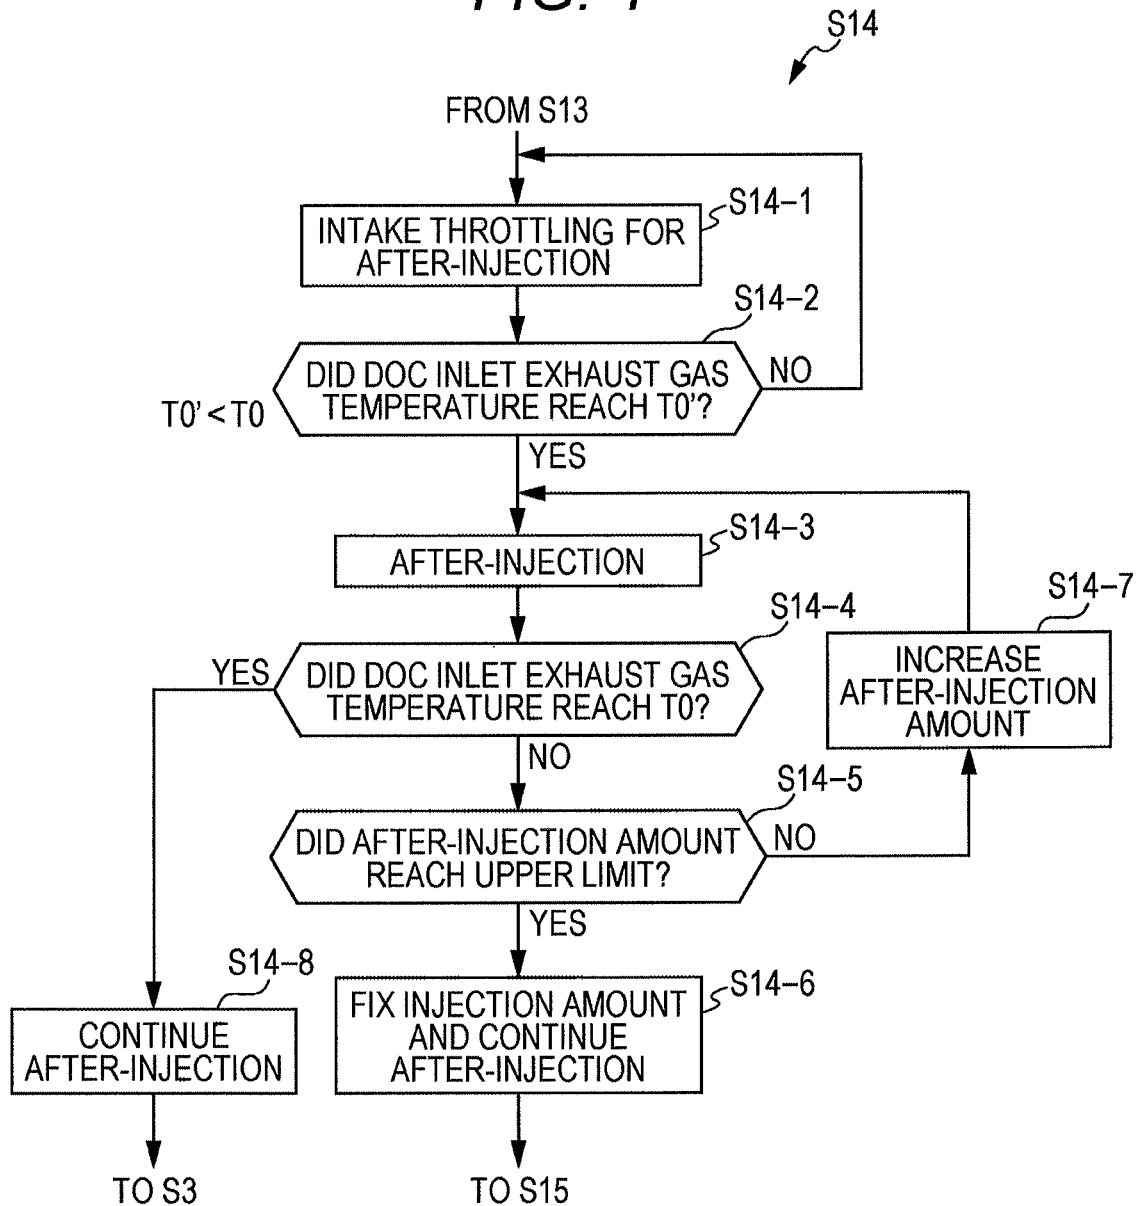 S14
FROM S13
S14-1
INTAKE THROTTLING FOR
AFTER-INJECTION
S14-2
DID DOC INLET EXHAUST GAS
TEMPERATURE REACH T0'?
NO
T0' < T0
YES
S14-3
AFTER-INJECTION
S14-4
S14-7
YES
DID DOC INLET EXHAUST GAS
TEMPERATURE REACH T0?
INCREASE
AFTER-INJECTION
AMOUNT
NO
S14-5
DID AFTER-INJECTION AMOUNT
REACH UPPER LIMIT?
NO
YES
S14-8
S14-6
CONTINUE
AFTER-INJECTION
FIX INJECTION AMOUNT
AND CONTINUE
AFTER-INJECTION
TO S3
TO S15